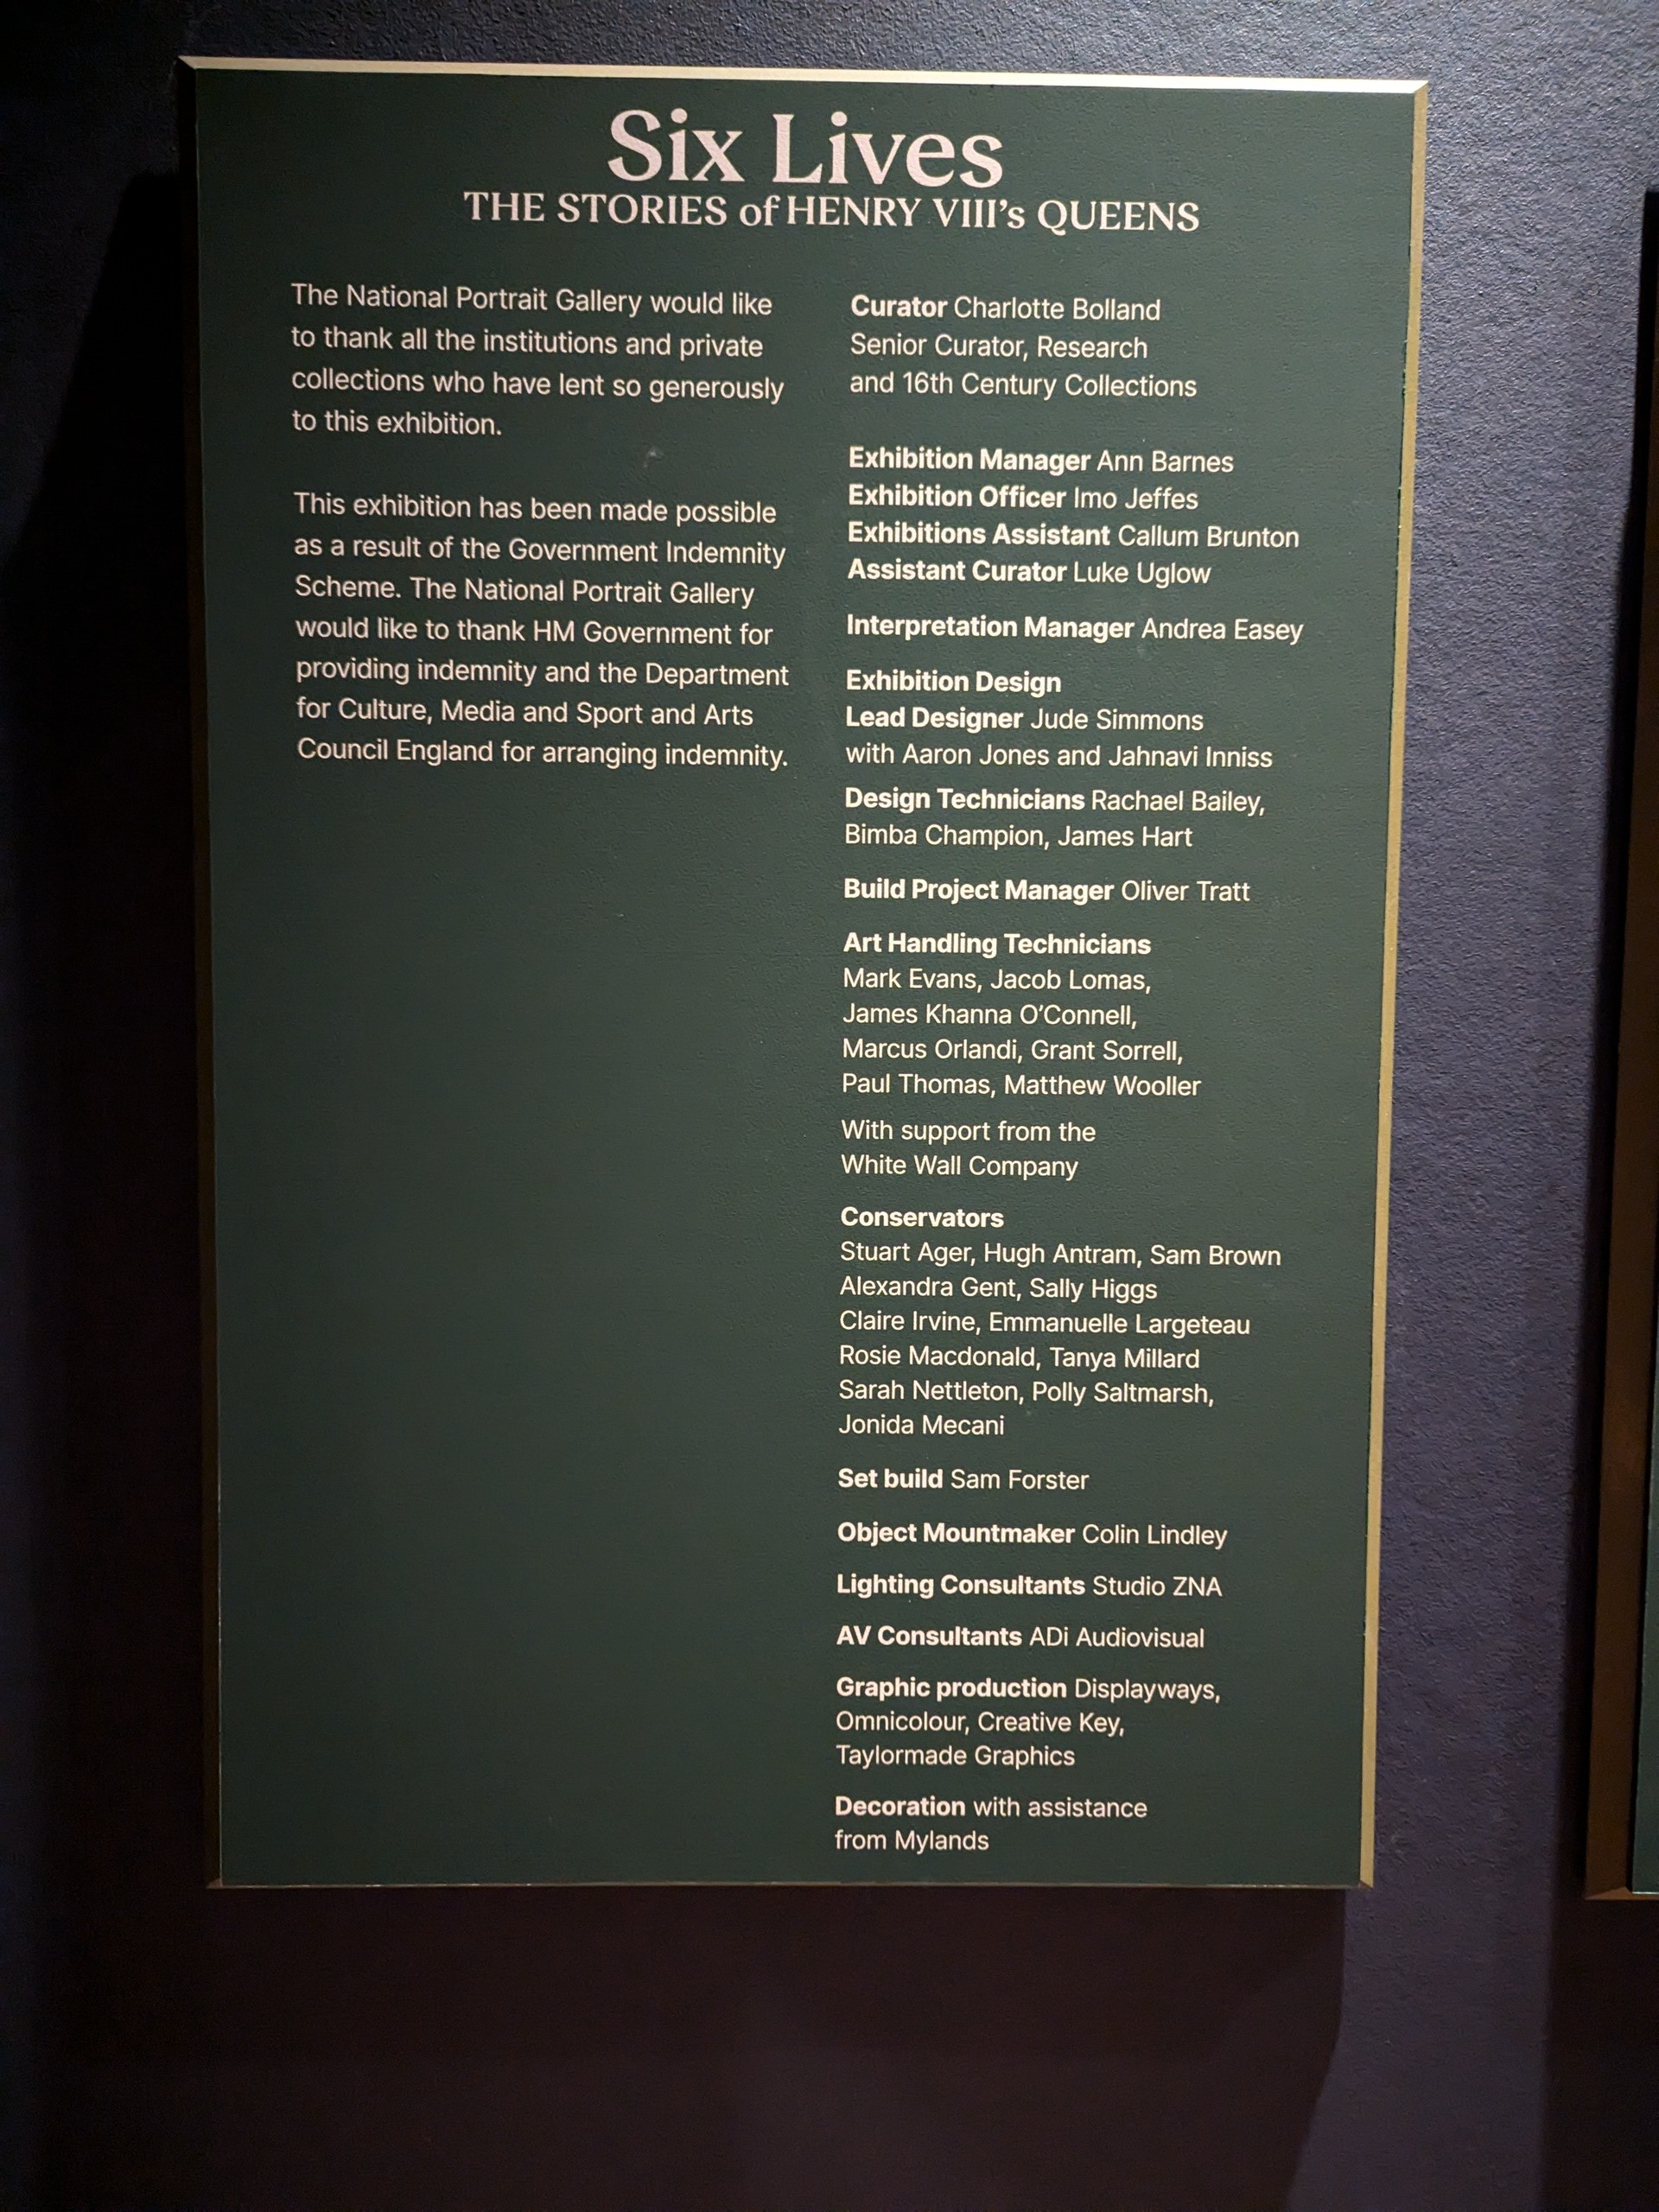 Six Lives
THE STORIES of HENRY VIII's QUEENS
The National Portrait Gallery would like
to thank all the institutions and private
collections who have lent so generously
to this exhibition.
This exhibition has been made possible
as a result of the Government Indemnity
Scheme. The National Portrait Gallery
would like to thank HM Government for
providing indemnity and the Department
for Culture, Media and Sport and Arts
Council England for arranging indemnity.
Curator Charlotte Bolland
Senior Curator, Research
and 16th Century Collections
Exhibition Manager Ann Barnes
Exhibition Officer Imo Jeffes
Exhibitions Assistant Callum Brunton
Assistant Curator Luke Uglow
Interpretation Manager Andrea Easey
Exhibition Design
Lead Designer Jude Simmons
with Aaron Jones and Jahnavi Inniss
Design Technicians Rachael Bailey,
Bimba Champion, James Hart
Build Project Manager Oliver Tratt
Art Handling Technicians
Mark Evans, Jacob Lomas,
James Khanna O’Connell,
Marcus Orlandi, Grant Sorrell,
Paul Thomas, Matthew Wooller
With support from the
White Wall Company
Conservators
Stuart Ager, Hugh Antram, Sam Brown
Alexandra Gent, Sally Higgs
Claire Irvine, Emmanuelle Largeteau
Rosie Macdonald, Tanya Millard
Sarah Nettleton, Polly Saltmarsh,
Jonida Mecani
Set build Sam Forster
Object Mountmaker Colin Lindley
Lighting Consultants Studio ZNA
AV Consultants ADi Audiovisual
Graphic production Displayways,
Omnicolour, Creative Key,
Taylormade Graphics
Decoration with assistance
from Mylands